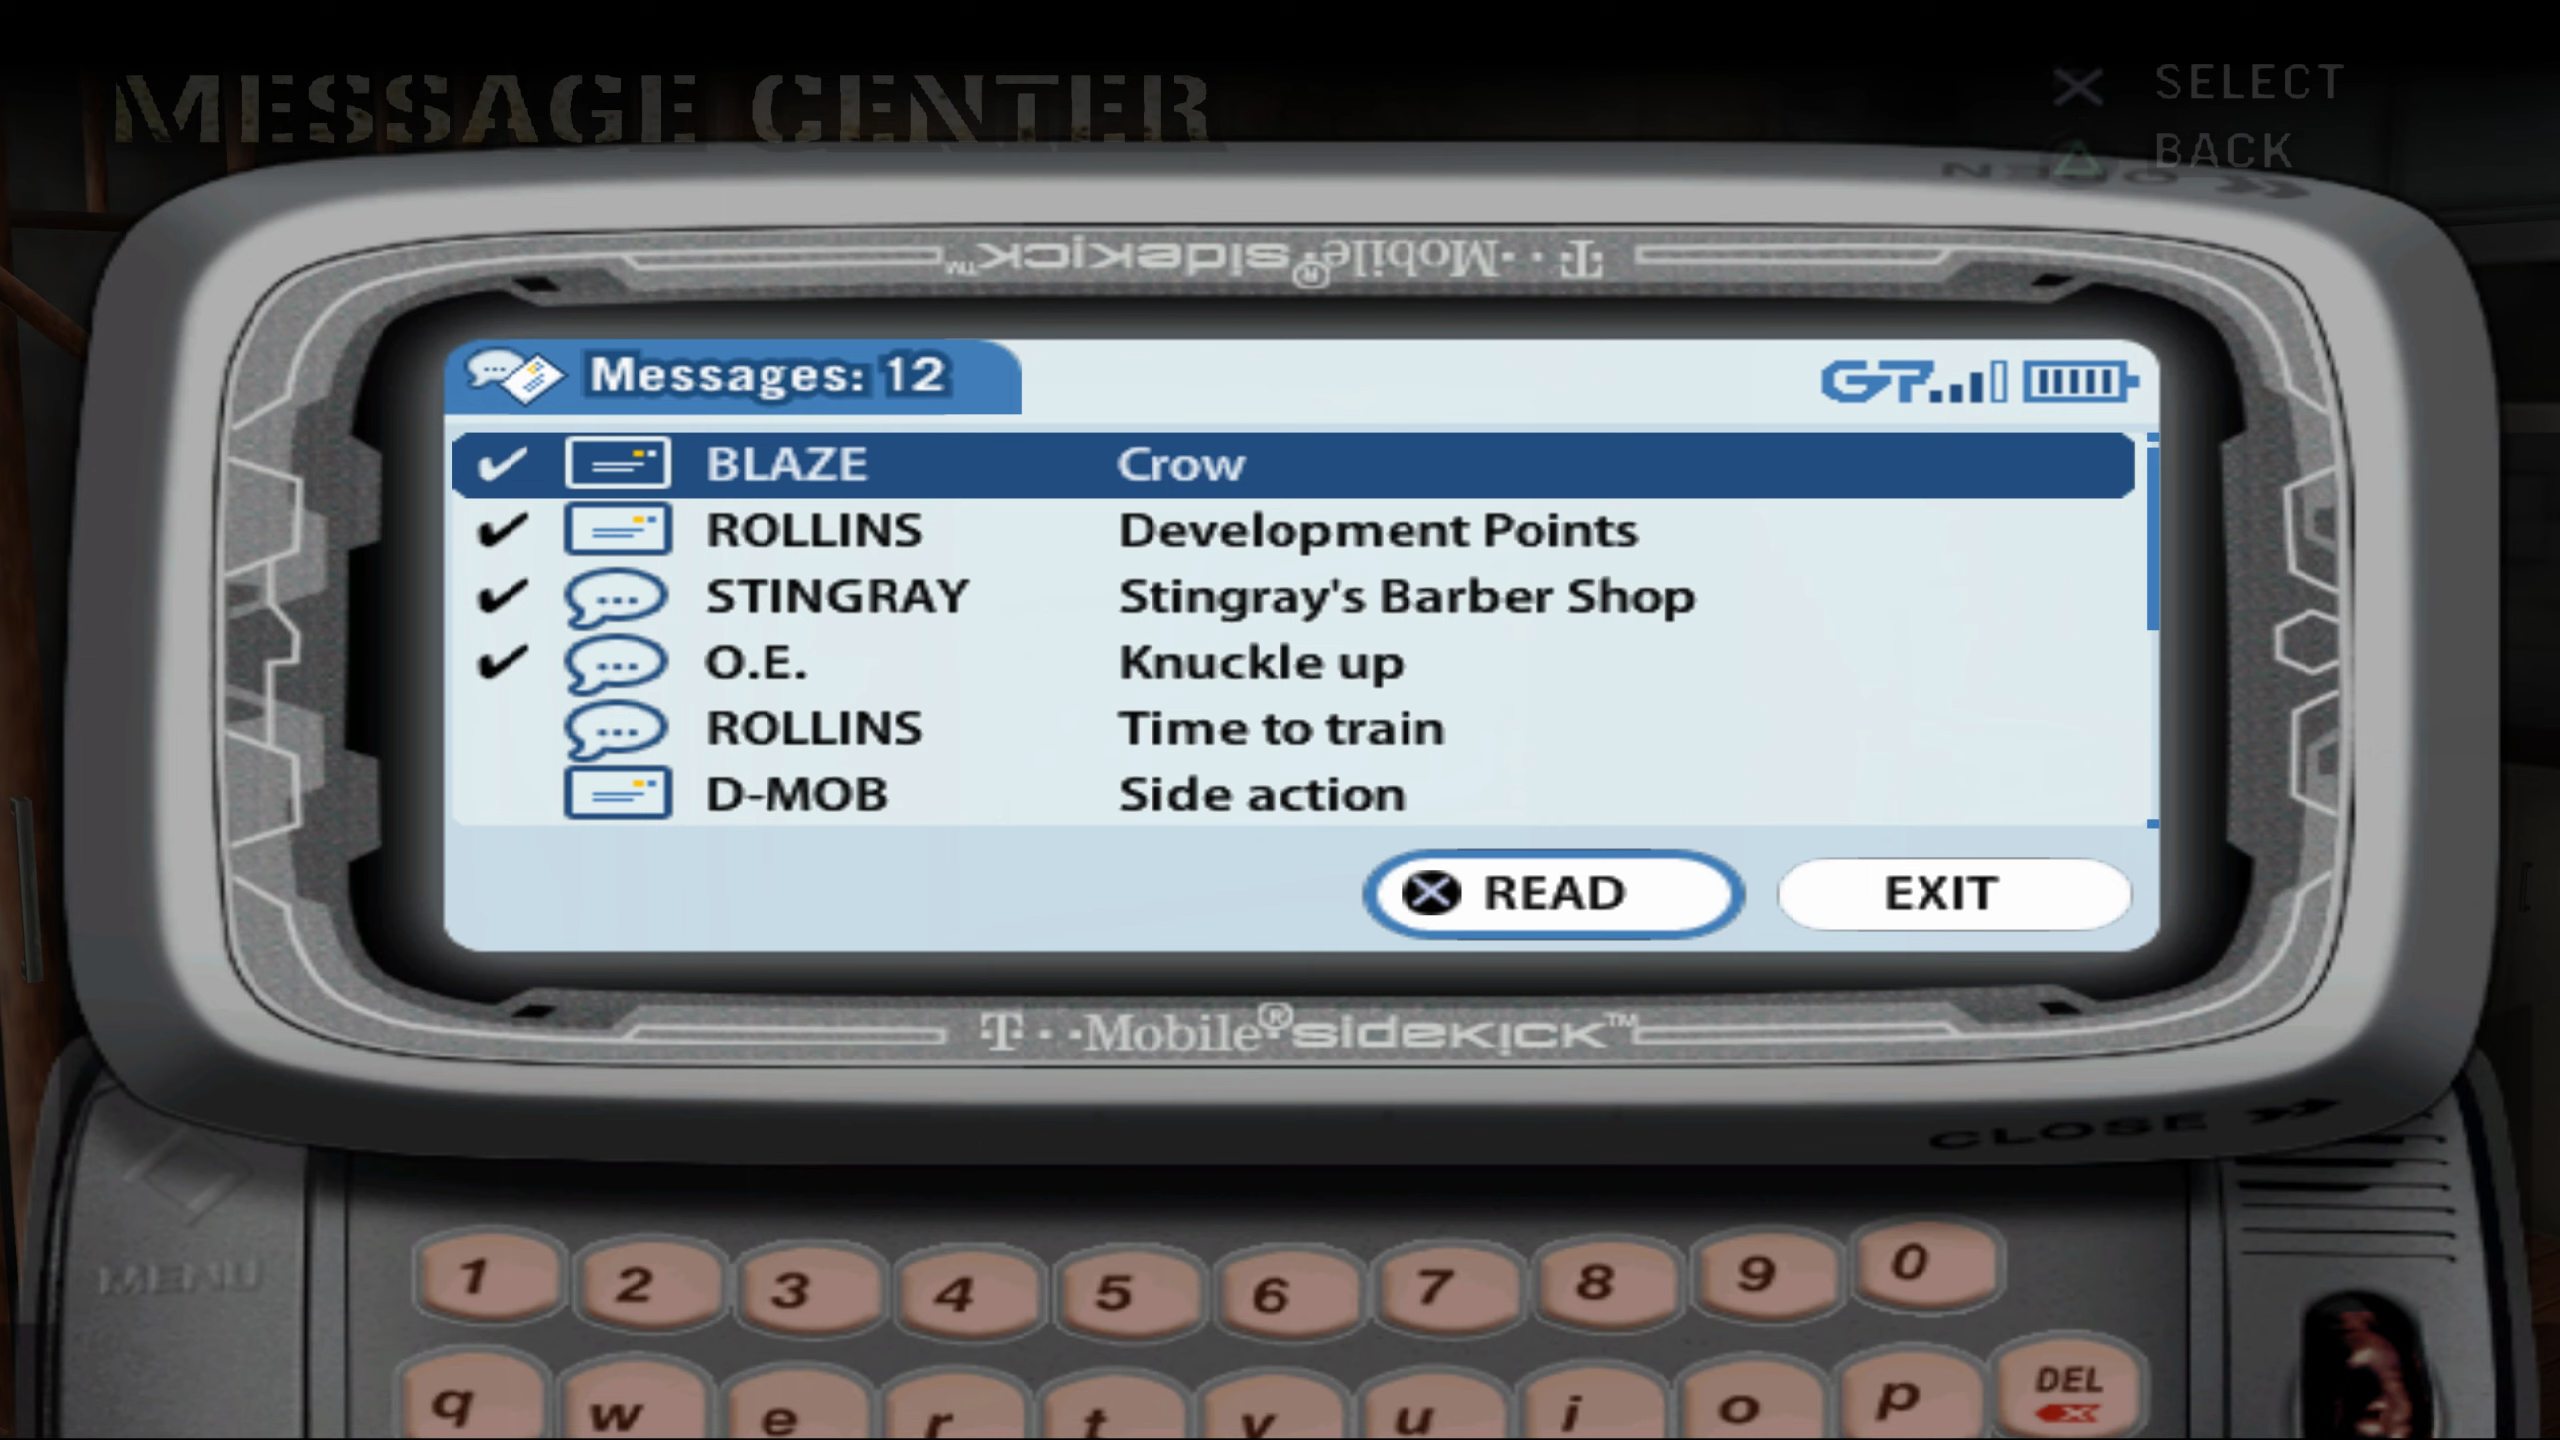 MESSAGE CENTER
SELECT
BACK
OPEN
T··Mobile® sidekick™
Messages: 12
G7
BLAZE Crow
ROLLINS Development Points
STINGRAY Stingray's Barber Shop
O.E. Knuckle up
ROLLINS Time to train
D-MOB Side action
READ EXIT
T··Mobile® sidekick™
CLOSE
MENU
1 2 3 4 5 6 7 8 9 0
q w e r t y u i o p DEL